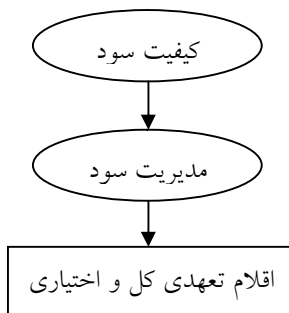 کیفیت سود
مدیریت سود
اقلام تعهدی کل و اختیاری